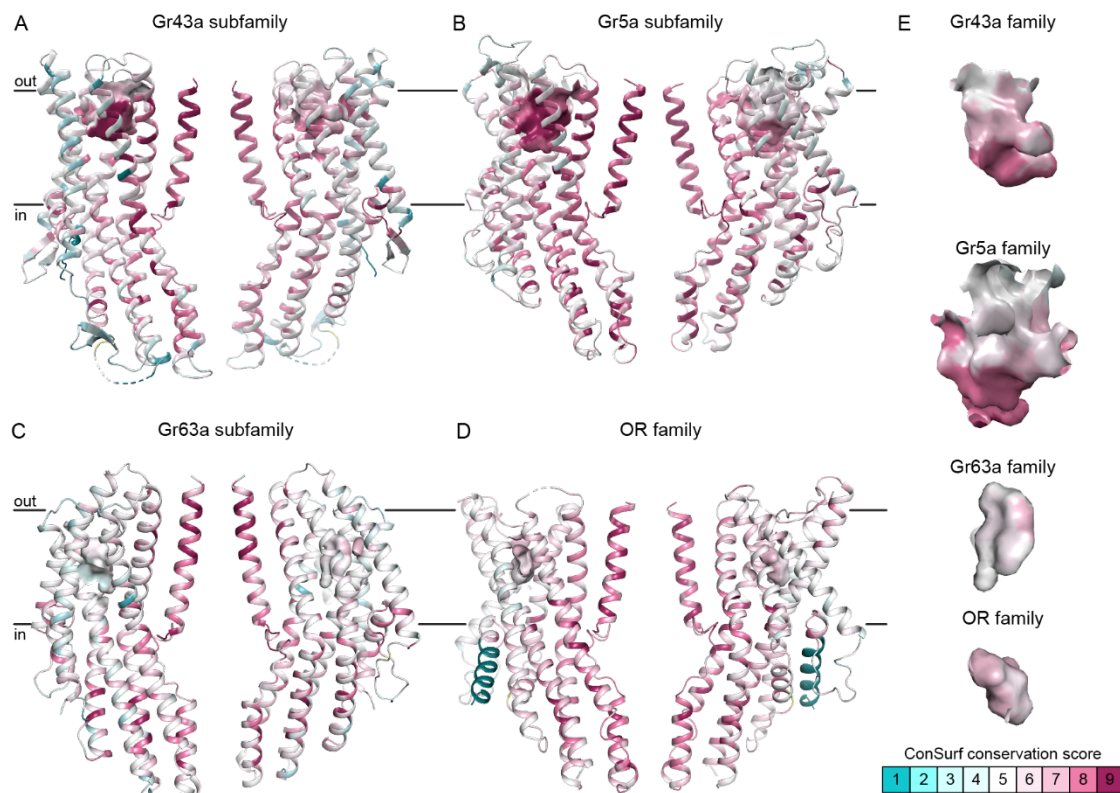 A
Gr43a subfamily
B
Gr5a subfamily
E
Gr43a family
out
in
Gr5a family
C
Gr63a subfamily
D
OR family
Gr63a family
out
in
OR family
ConSurf conservation score
1 2 3 4 5 6 7 8 9